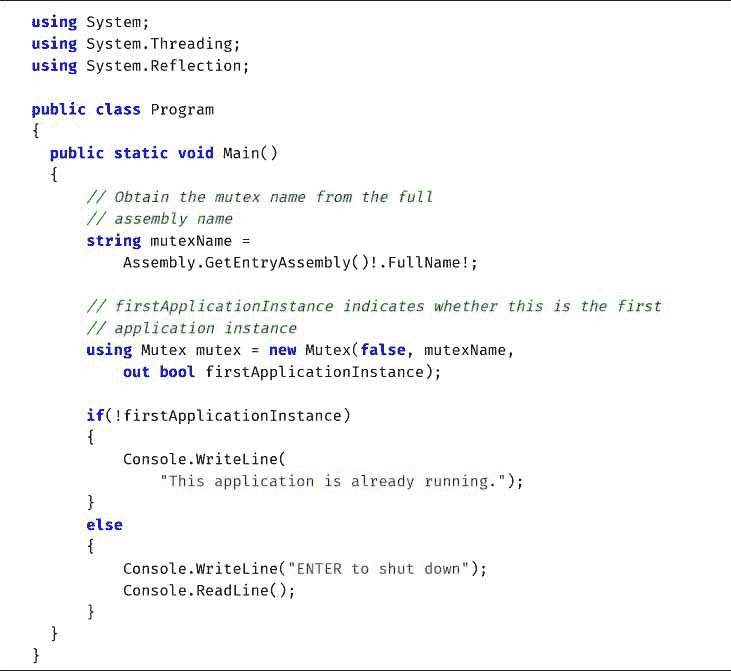 using System;
using System.Threading;
using System.Reflection;
public class Program
{
public static void Main()
{
// Obtain the mutex name from the full
// assembly name
string mutexName =
Assembly.GetEntryAssembly()!.FullName!;
// firstApplicationInstance indicates whether this is the first
// application instance
using Mutex mutex = new Mutex(false, mutexName,
out bool firstApplicationInstance);
if(!firstApplicationInstance)
{
Console.WriteLine(
"This application is already running.");
}
else
{
Console.WriteLine("ENTER to shut down");
Console.ReadLine();
}
}
}